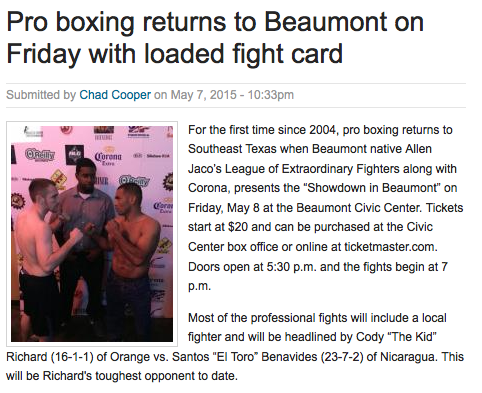 Pro boxing returns to Beaumont on
Friday with loaded fight card
Submitted by Chad Cooper on May 7, 2015 - 10:33pm
O'Reilly
Corona
Extra
O'Reilly
For the first time since 2004, pro boxing returns to
Southeast Texas when Beaumont native Allen
Jaco's League of Extraordinary Fighters along with
Corona, presents the "Showdown in Beaumont" on
Friday, May 8 at the Beaumont Civic Center. Tickets
start at $20 and can be purchased at the Civic
Center box office or online at ticketmaster.com.
Doors open at 5:30 p.m. and the fights begin at 7
p.m.
Most of the professional fights will include a local
fighter and will be headlined by Cody "The Kid"
Richard (16-1-1) of Orange vs. Santos "El Toro" Benavides (23-7-2) of Nicaragua. This
will be Richard's toughest opponent to date.